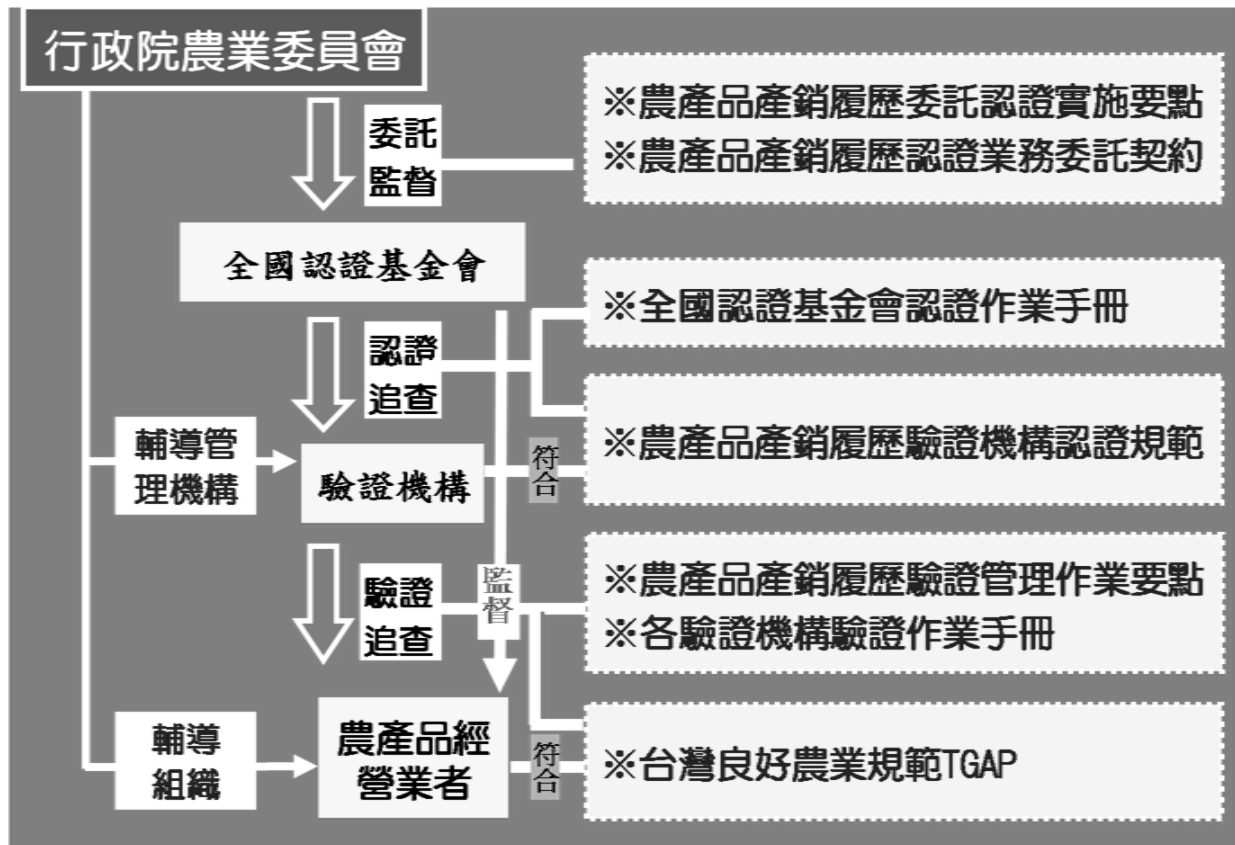 行政院農業委員會
委託
監督
※農產品產銷履歷委託認證實施要點
※農產品產銷履歷認證業務委託契約
全國認證基金會
認證
追查
※全國認證基金會認證作業手冊
※農產品產銷履歷驗證機構認證規範
輔導管
理機構
驗證機構
符合
驗證
追查
監督
※農產品產銷履歷驗證管理作業要點
※各驗證機構驗證作業手冊
輔導
組織
農產品經
營業者
符合
※台灣良好農業規範TGAP